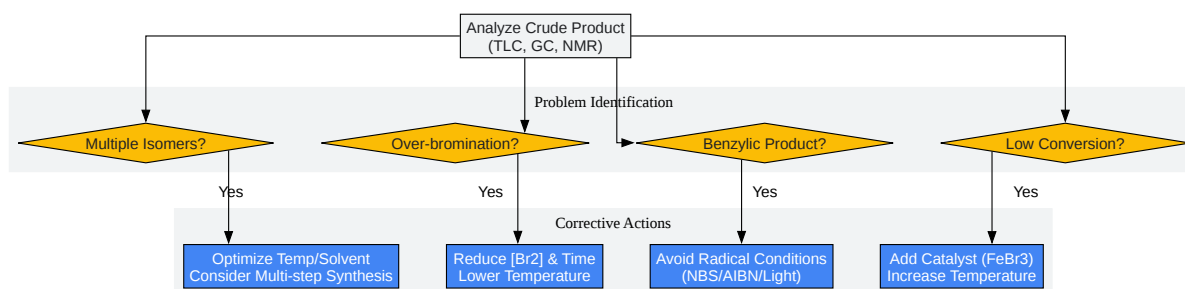 Analyze Crude Product
(TLC, GC, NMR)
Problem Identification
Multiple Isomers?
Over-bromination?
Benzylic Product?
Low Conversion?
Yes
Yes
Yes
Yes
Corrective Actions
Optimize Temp/Solvent
Consider Multi-step Synthesis
Reduce [Br2] & Time
Lower Temperature
Avoid Radical Conditions
(NBS/AIBN/Light)
Add Catalyst (FeBr3)
Increase Temperature